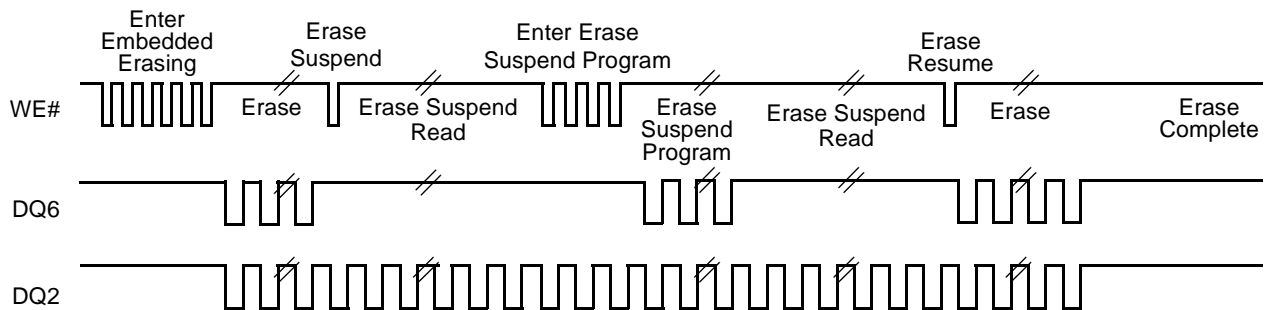 Enter
Embedded
Erasing
Erase
Suspend
Enter Erase
Suspend Program
Erase
Resume
WE#
Erase
Erase Suspend
Read
Erase
Suspend
Program
Erase Suspend
Read
Erase
Erase
Complete
DQ6
DQ2